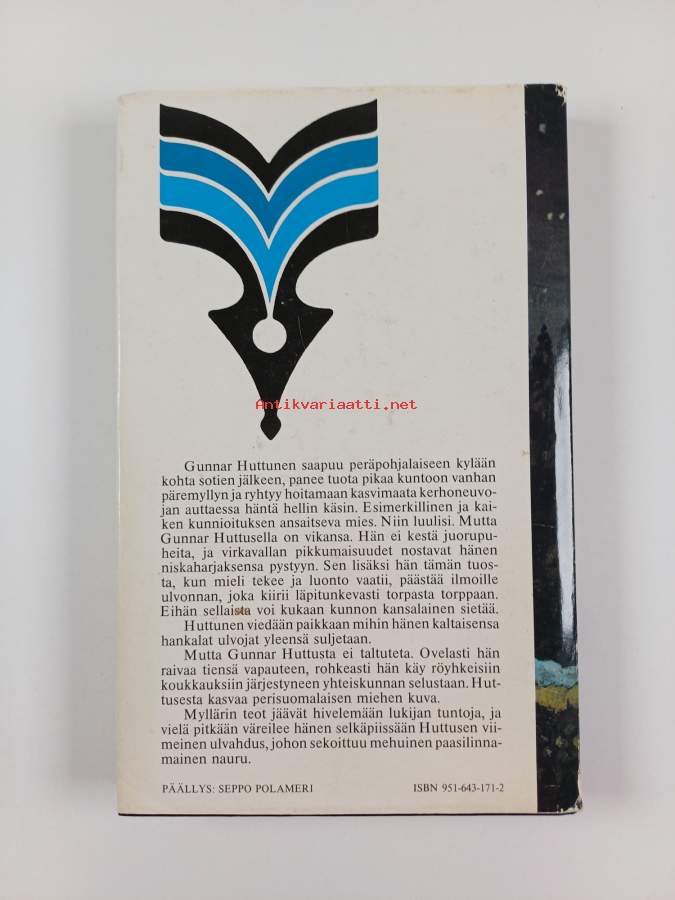 Antikvariaatti.net
Gunnar Huttunen saapuu peräpohjalaiseen kylään
kohta sotien jälkeen, panee tuota pikaa kuntoon vanhan
päremyllyn ja ryhtyy hoitamaan kasvimaata kerhoneuvo-
jan auttaessa häntä hellin käsin. Esimerkillinen ja kai-
ken kunnioituksen ansaitseva mies. Niin luulisi. Mutta
Gunnar Huttusella on vikansa. Hän ei kestä juorupu-
heita, ja virkavallan pikkumaisuudet nostavat hänen
niskaharjaksensa pystyyn. Sen lisäksi hän tämän tuos-
ta, kun mieli tekee ja luonto vaatii, päästää ilmoille
ulvonnan, joka kiirii läpitunkevasti torpasta torppaan.
Eihän sellaista voi kukaan kunnon kansalainen sietää.
Huttunen viedään paikkaan mihin hänen kaltaisensa
hankalat ulvojat yleensä suljetaan.
Mutta Gunnar Huttusta ei taltuteta. Ovelasti hän
raivaa tiensä vapauteen, rohkeasti hän käy röyhkeisiin
koukkauksiin järjestyneen yhteiskunnan selustaan. Hut-
tusesta kasvaa perisuomalaisen miehen kuva.
Myllärin teot jäävät hivelemään lukijan tuntoja, ja
vielä pitkään väreilee hänen selkäpiissään Huttusen vii-
meinen ulvahdus, johon sekoittuu mehuinen paasilinna-
mainen nauru.
PÄÄLLYS: SEPPO POLAMERI
ISBN 951-643-171-2